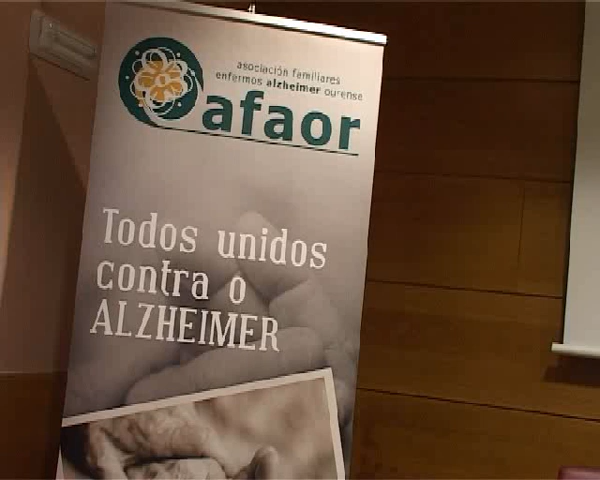 asociación familiares
enfermos alzheimer ourense
afaor
Todos unidos
contra o
ALZHEIMER